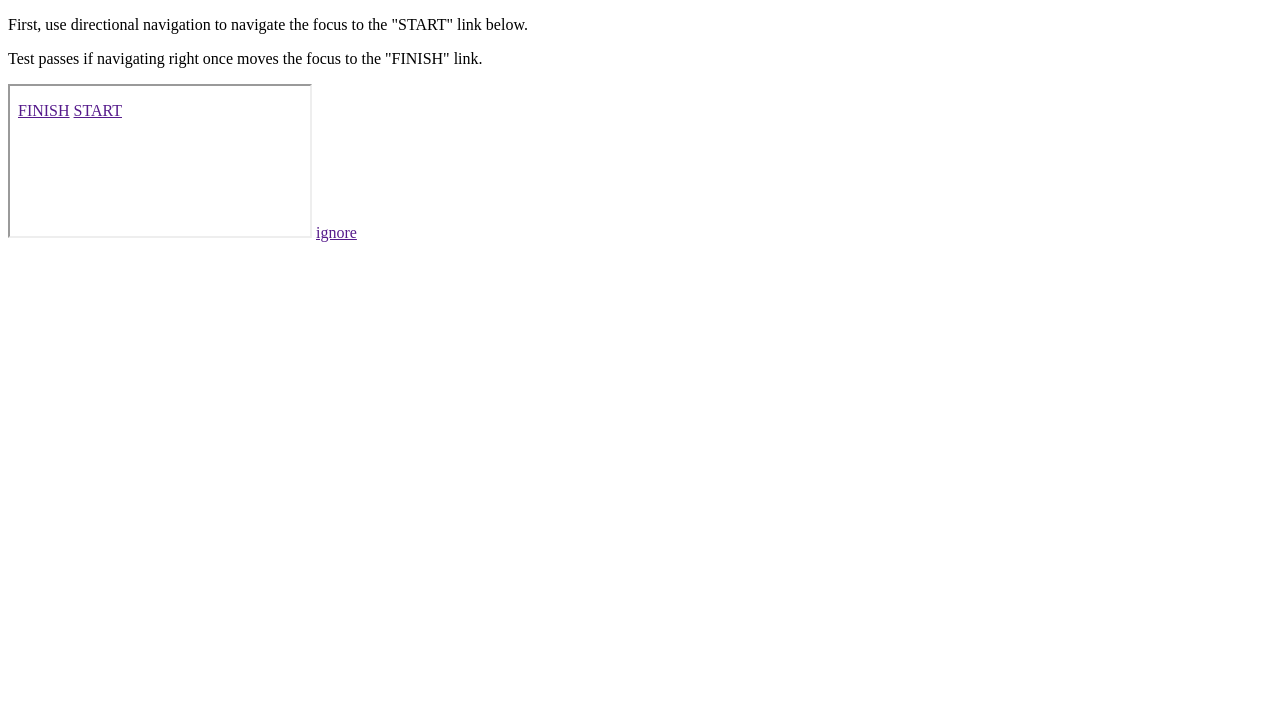 First, use directional navigation to navigate the focus to the "START" link below.
Test passes if navigating right once moves the focus to the "FINISH" link.
FINISH START
ignore